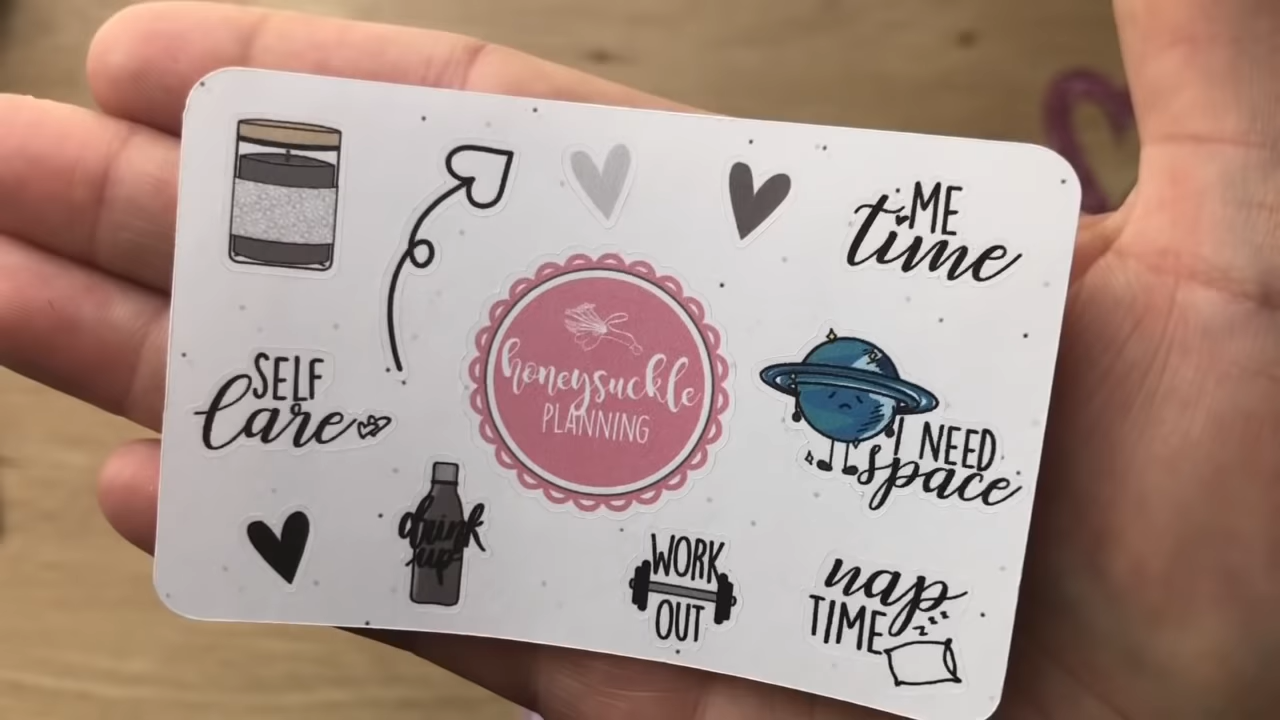 ME
time
SELF
Care
honeysuckle
PLANNING
I NEED
space
drink
up
WORK
OUT
nap
TIME